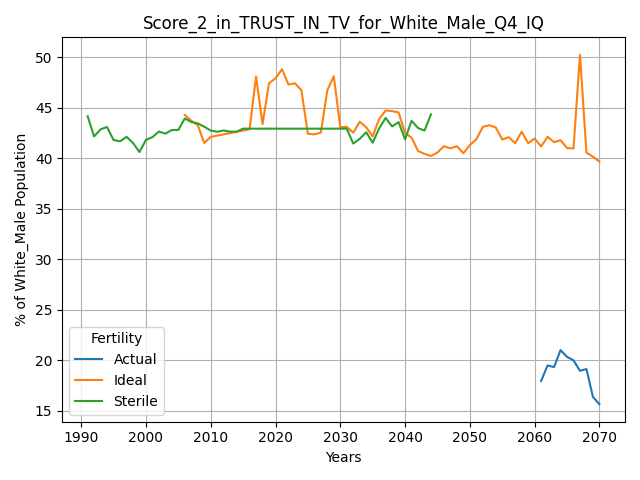 Score_2_in_TRUST_IN_TV_for_White_Male_Q4_IQ
% of White_Male Population
50
45
40
35
30
25
20
15
Fertility
Actual
Ideal
Sterile
1990 2000 2010 2020 2030 2040 2050 2060 2070
Years